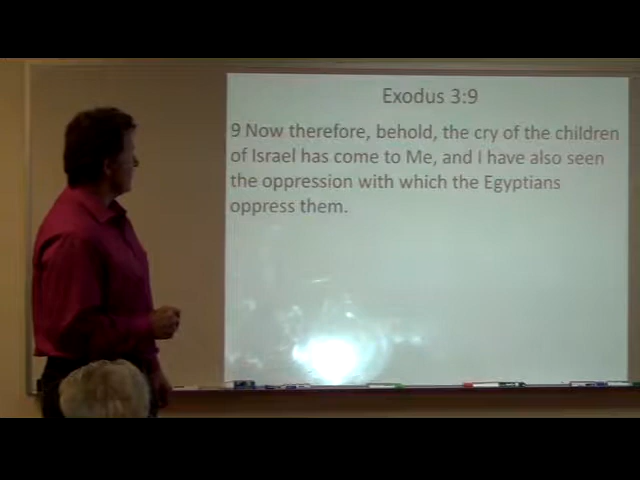 Exodus 3:9
9 Now therefore, behold, the cry of the children
of Israel has come to Me, and I have also seen
the oppression with which the Egyptians
oppress them.